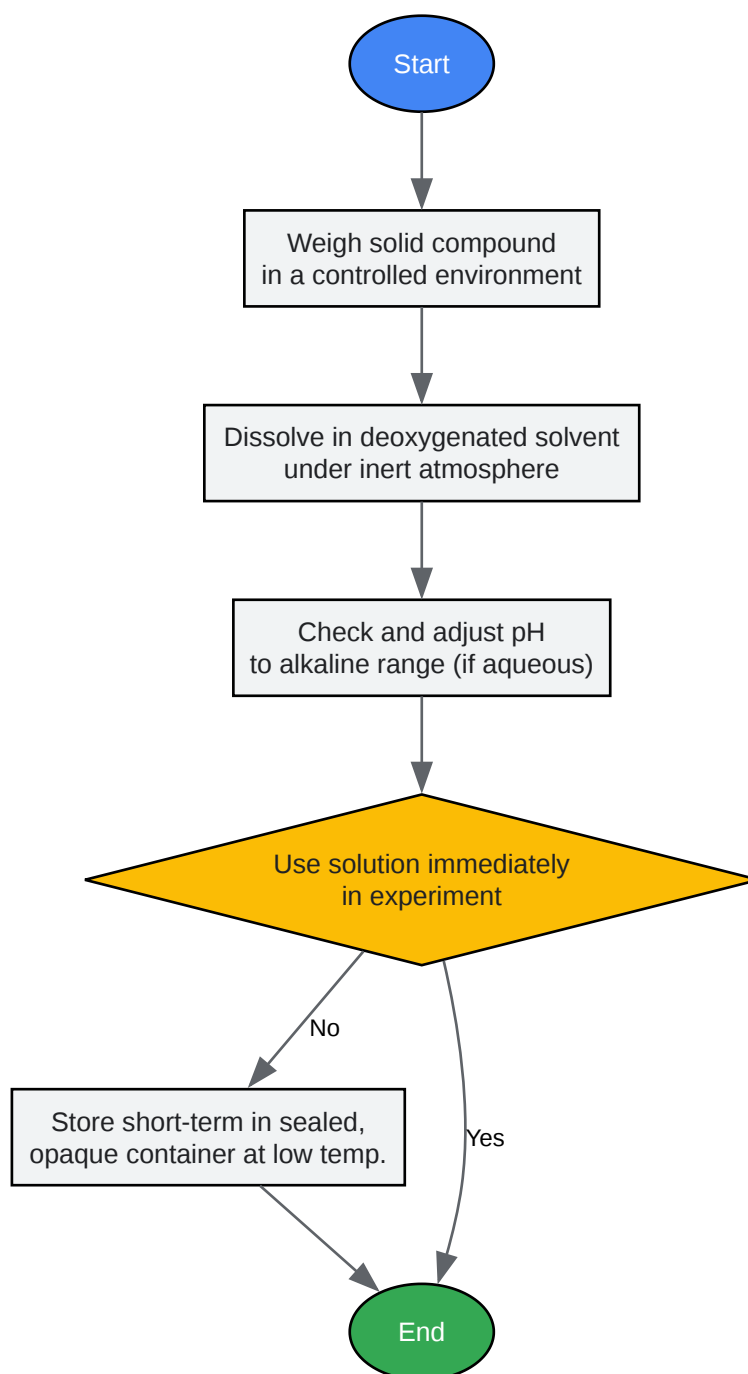 Start
Weigh solid compound
in a controlled environment
Dissolve in deoxygenated solvent
under inert atmosphere
Check and adjust pH
to alkaline range (if aqueous)
Use solution immediately
in experiment
No
Store short-term in sealed,
opaque container at low temp.
Yes
End